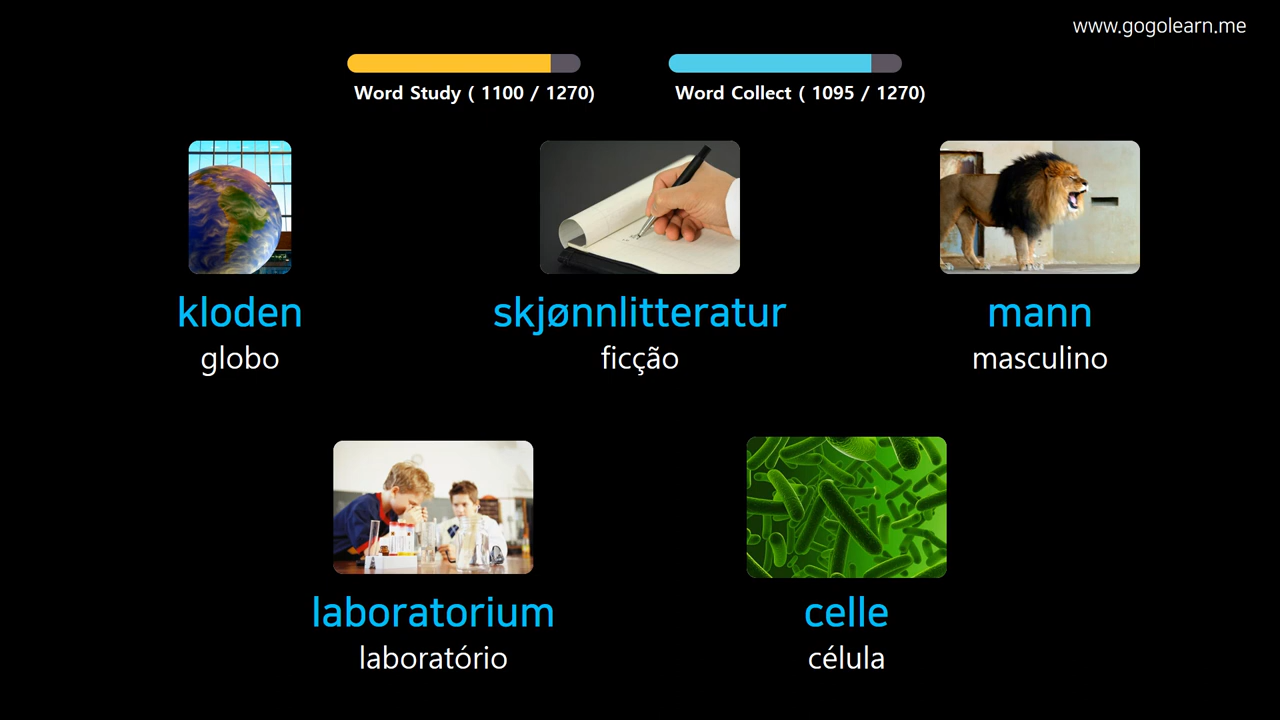 www.gogolearn.me
Word Study ( 1100 / 1270)
Word Collect ( 1095 / 1270)
kloden
globo
skjønnlitteratur
ficção
mann
masculino
laboratorium
laboratório
celle
célula